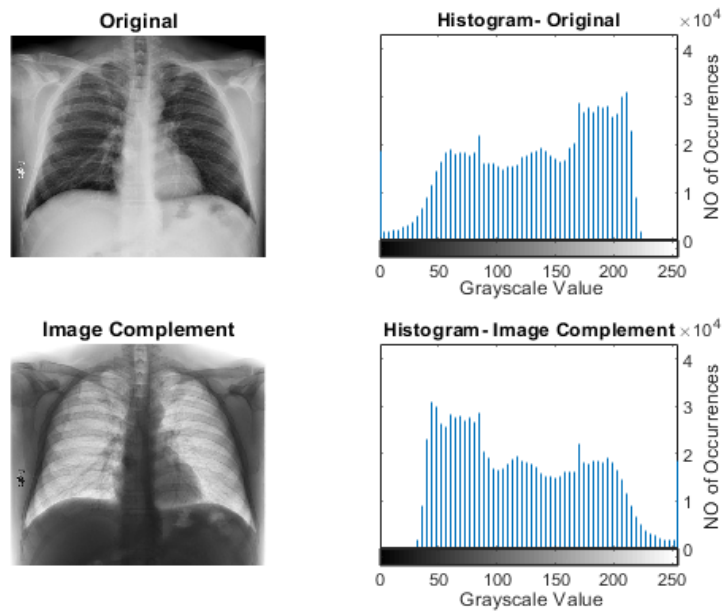 Original
Histogram- Original
×10⁴
4
3
2
1
0
NO of Occurrences
0 50 100 150 200 250
Grayscale Value
Image Complement
Histogram- Image Complement
×10⁴
4
3
2
1
0
NO of Occurrences
0 50 100 150 200 250
Grayscale Value